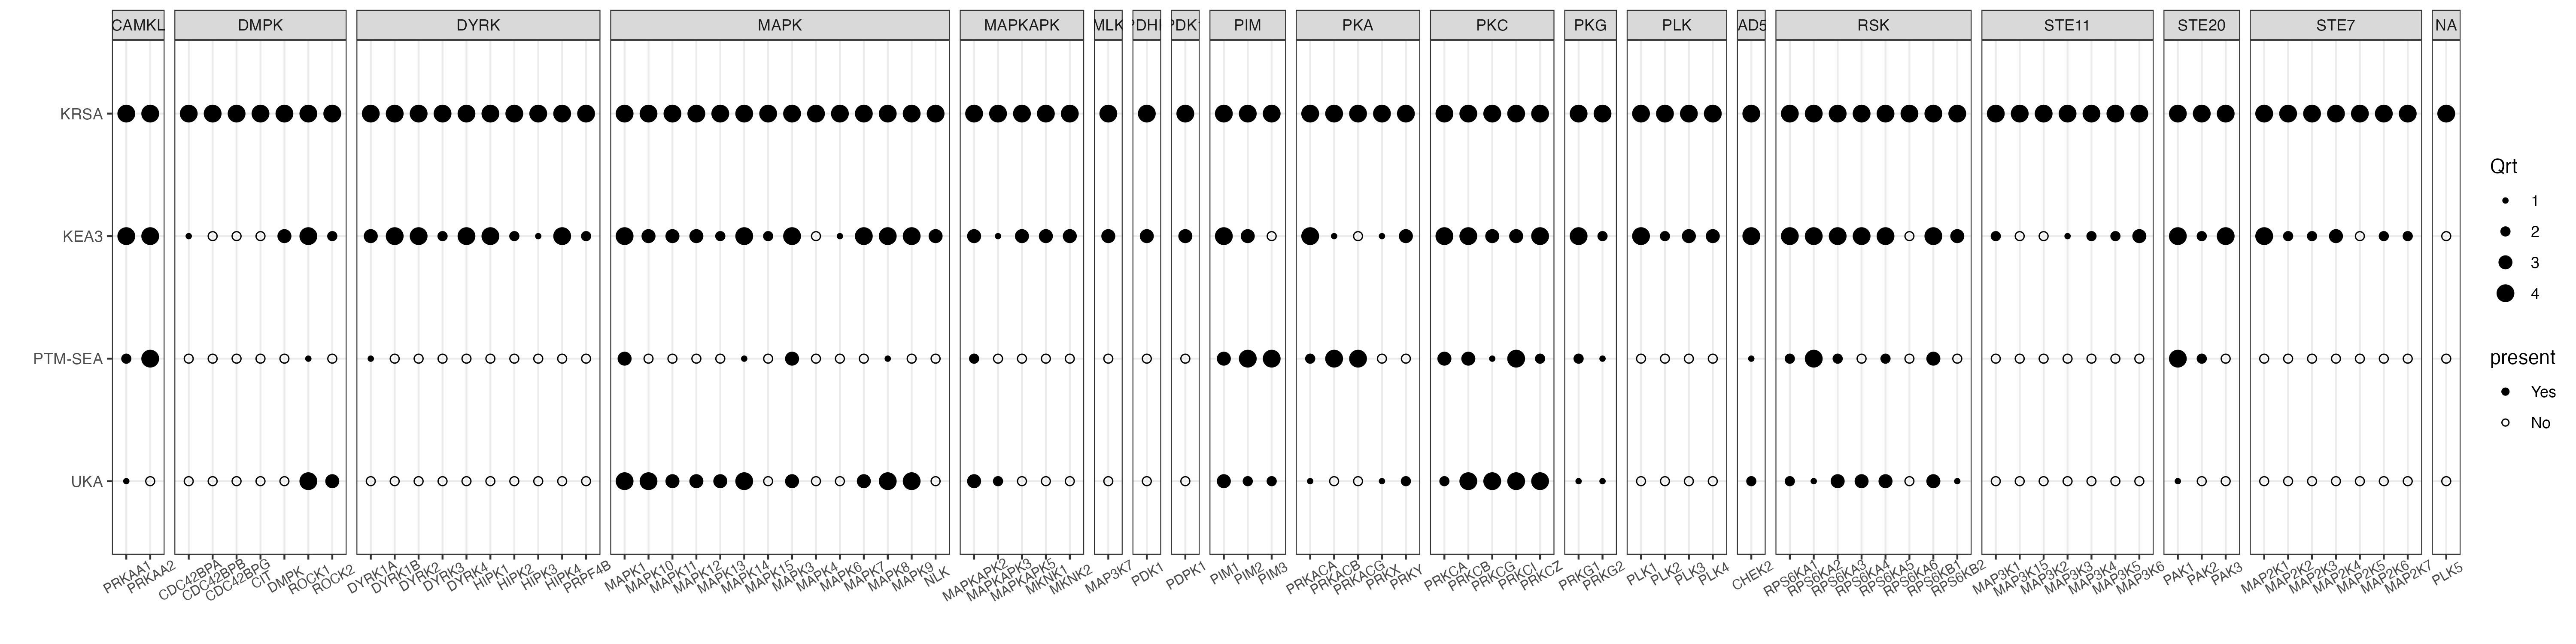 CAMKL DMPK DYRK MAPK MAPKAPK MLK PDK PIM PKA PKC PKG PLK RSK STE11 STE20 STE7 NA
KRSA
KEA3
PTM-SEA
UKA
PRKAA1 PRKAA2 CDC42BPA CDC42BPB CDC42BPG CIT DMPK ROCK1 ROCK2 DYRK1A DYRK1B DYRK2 DYRK3 DYRK4 HIPK1 HIPK2 HIPK3 HIPK4 PRPF4B MAPK1 MAPK10 MAPK11 MAPK12 MAPK13 MAPK14 MAPK15 MAPK3 MAPK4 MAPK6 MAPK7 MAPK8 MAPK9 NLK MAPKAPK2 MAPKAPK3 MAPKAPK5 MKNK1 MKNK2 MAP3K7 PDK1 PDPK1 PIM1 PIM2 PIM3 PRKACA PRKACB PRKACG PRKX PRKY PRKCA PRKCB PRKCG PRKCI PRKCZ PRKG1 PRKG2 PLK1 PLK2 PLK3 PLK4 CHEK2 RPS6KA1 RPS6KA2 RPS6KA3 RPS6KA4 RPS6KA5 RPS6KA6 RPS6KB1 RPS6KB2 MAP3K1 MAP3K15 MAP3K2 MAP3K3 MAP3K4 MAP3K5 MAP3K6 PAK1 PAK2 PAK3 MAP2K1 MAP2K2 MAP2K3 MAP2K4 MAP2K5 MAP2K6 MAP2K7 PLK5
Qrt
1
2
3
4
present
Yes
No